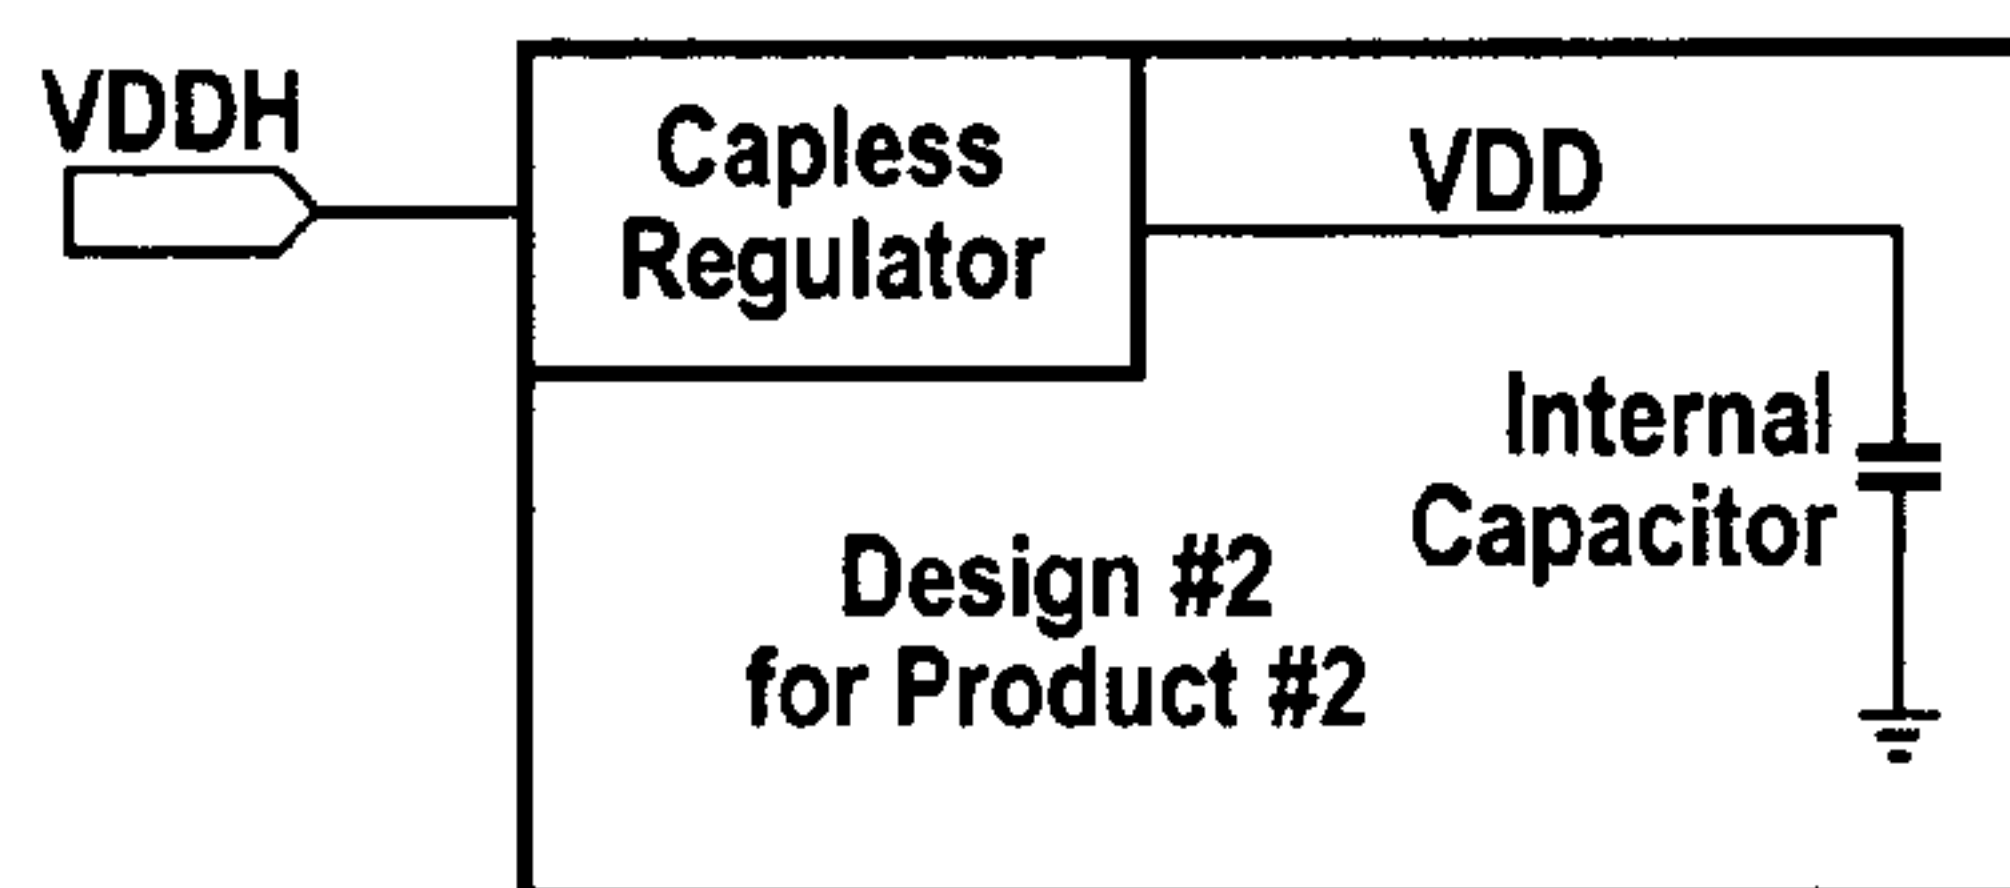 VDDH
Capless
Regulator
VDD
Internal
Capacitor
Design #2
for Product #2